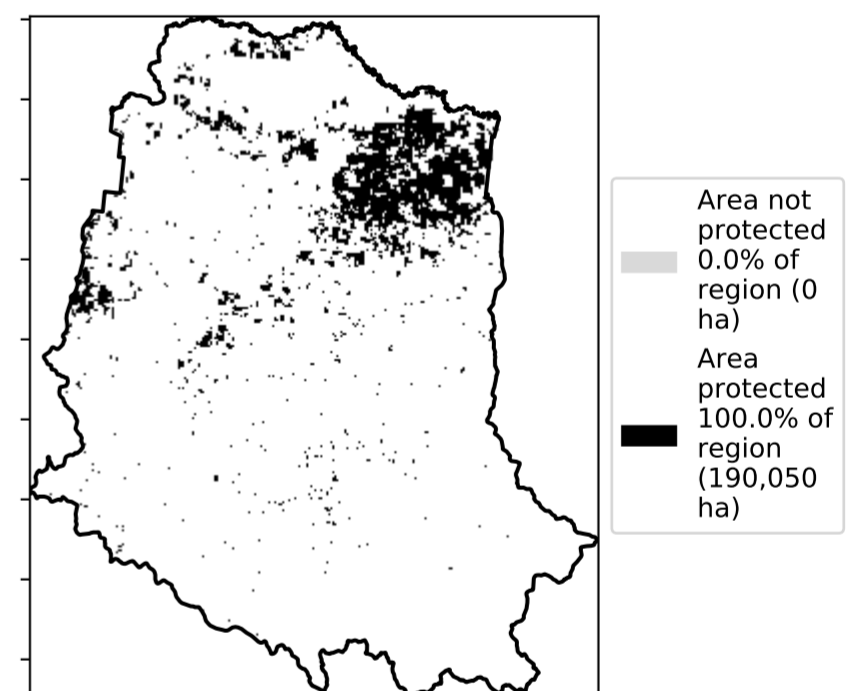 Area not
protected
0.0% of
region (0
ha)
Area
protected
100.0% of
region
(190,050
ha)